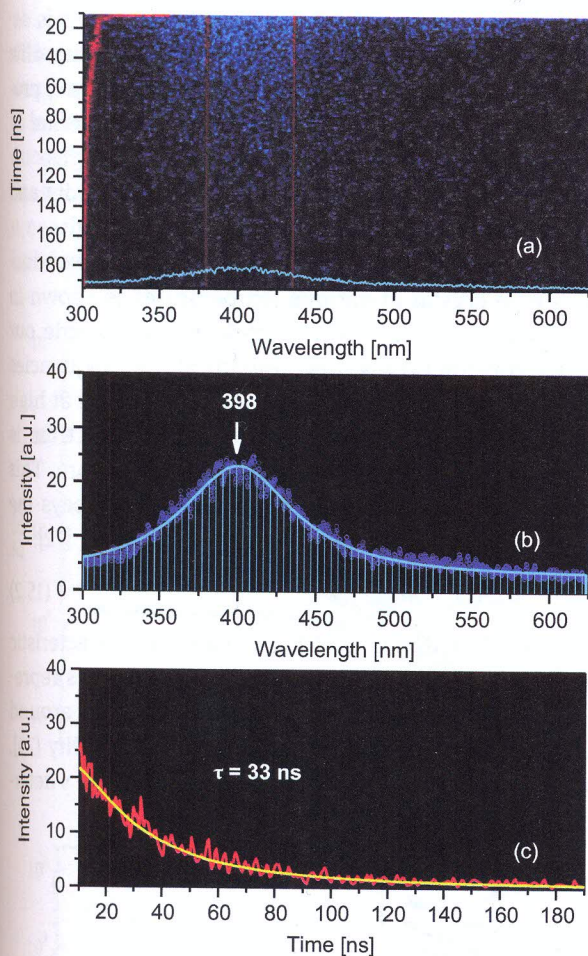 20
40
60
80
100
120
140
160
180
Time [ns]
(a)
300 350 400 450 500 550 600
Wavelength [nm]
40
30
20
10
0
Intensity [a.u.]
398
(b)
300 350 400 450 500 550 600
Wavelength [nm]
40
30
20
10
0
Intensity [a.u.]
τ = 33 ns
(c)
20 40 60 80 100 120 140 160 180
Time [ns]